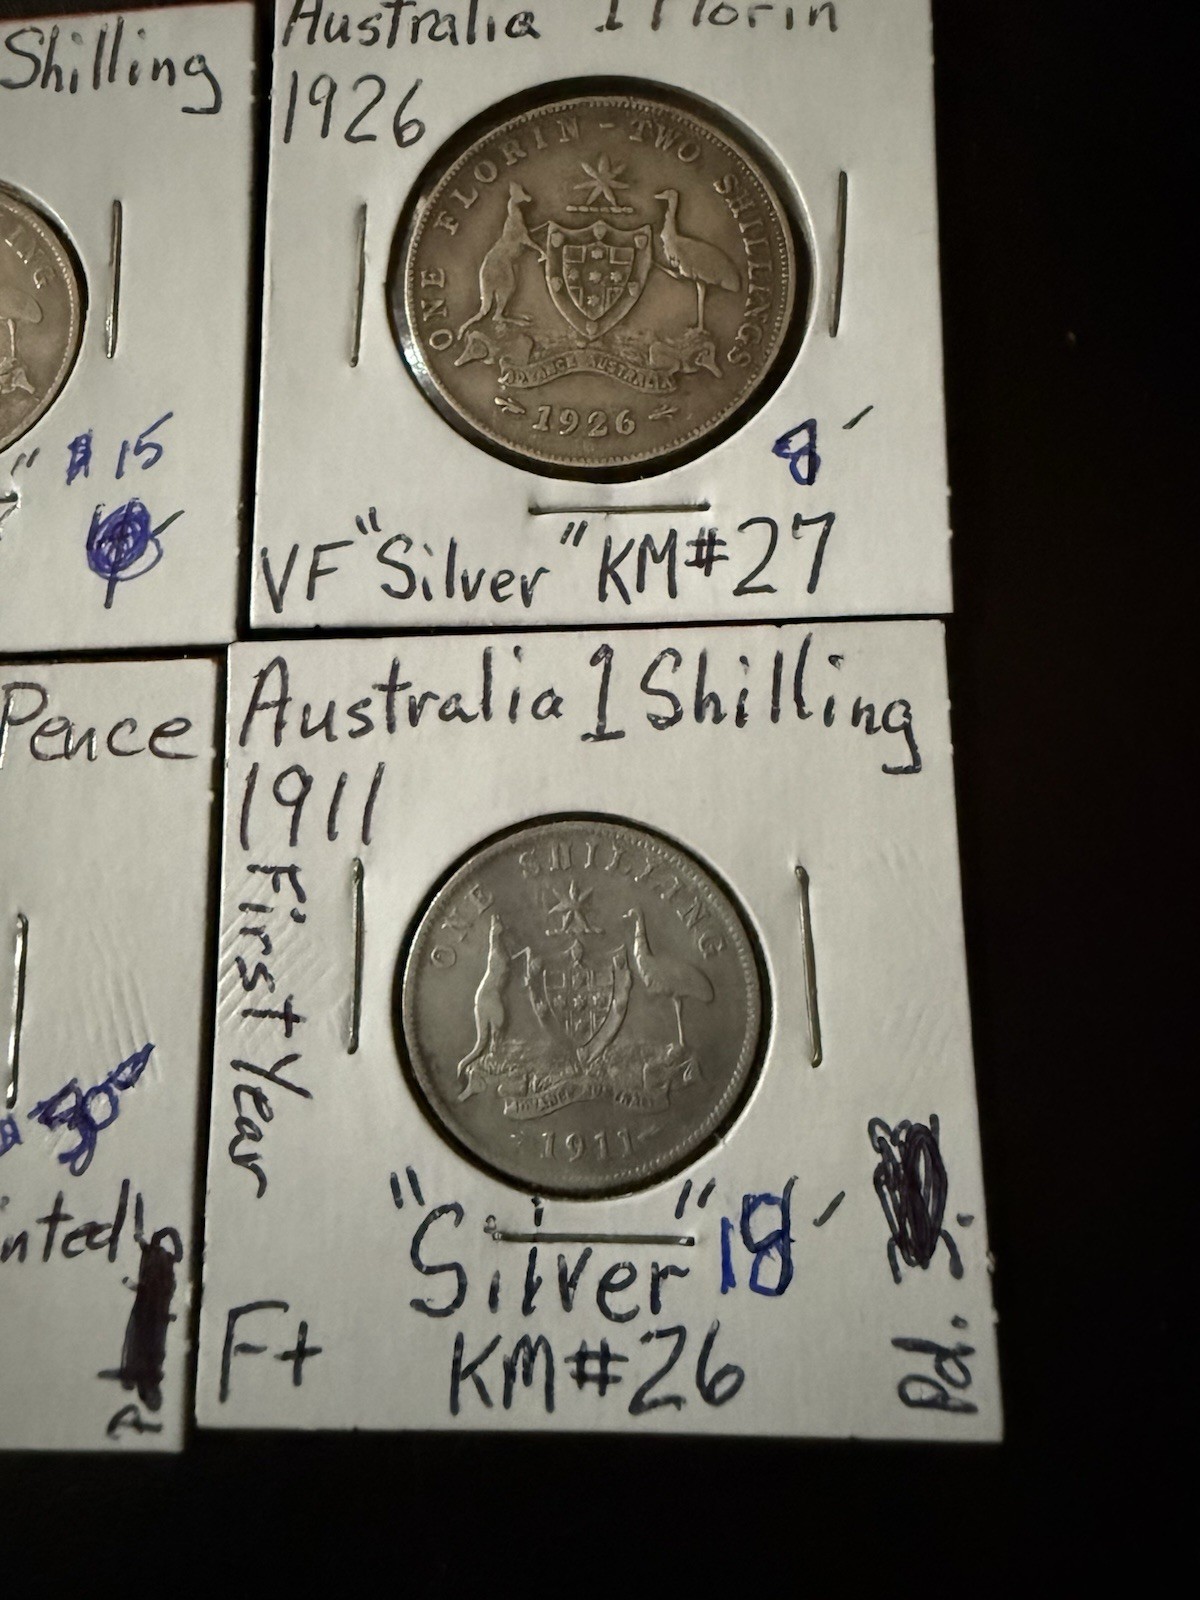 Shilling
$15
Australia 1 Florin
1926
ONE FLORIN - TWO SHILLINGS
ADVANCE AUSTRALIA
1926
8
VF "Silver" KM#27
Pence
Australia 1 Shilling
1911
First Year
ONE SHILLING
ADVANCE AUSTRALIA
1911
"Silver" 18
F+ KM#26
Pd.